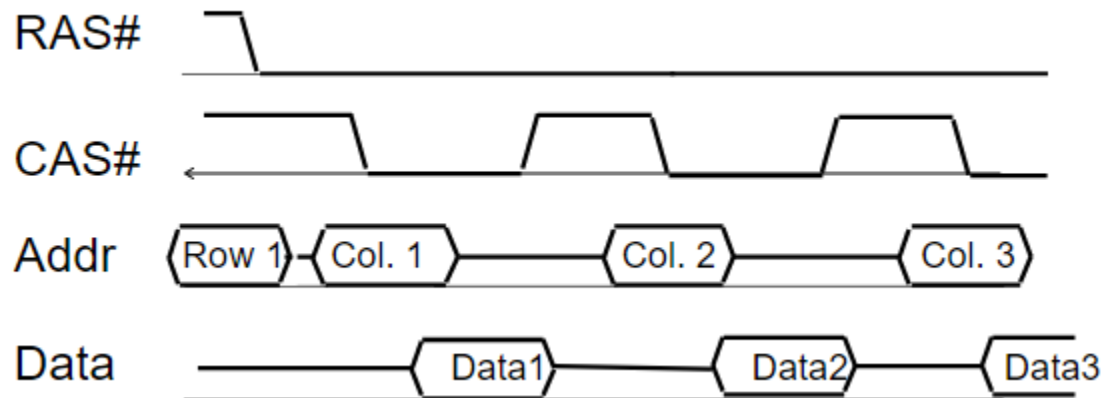 RAS#
CAS#
Addr Row 1 Col. 1 Col. 2 Col. 3
Data Data1 Data2 Data3